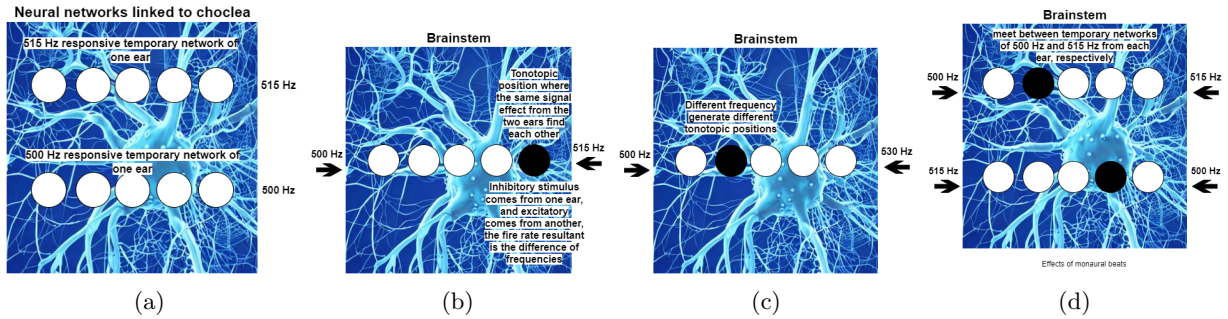 Neural networks linked to choclea
515 Hz responsive temporary network of
one ear
515 Hz
500 Hz responsive temporary network of
one ear
500 Hz
(a)
Brainstem
Tonotopic
position where
the same signal
effect from the
two ears find
each other
500 Hz
515 Hz
Inhibitory stimulus
comes from one ear,
and excitatory
comes from another,
the fire rate resultant
is the difference of
frequencies
(b)
Brainstem
Different frequency
generate different
tonotopic positions
500 Hz
530 Hz
(c)
Brainstem
meet between temporary networks
of 500 Hz and 515 Hz from each
ear, respectively
500 Hz
515 Hz
515 Hz
500 Hz
Effects of monaural beats
(d)